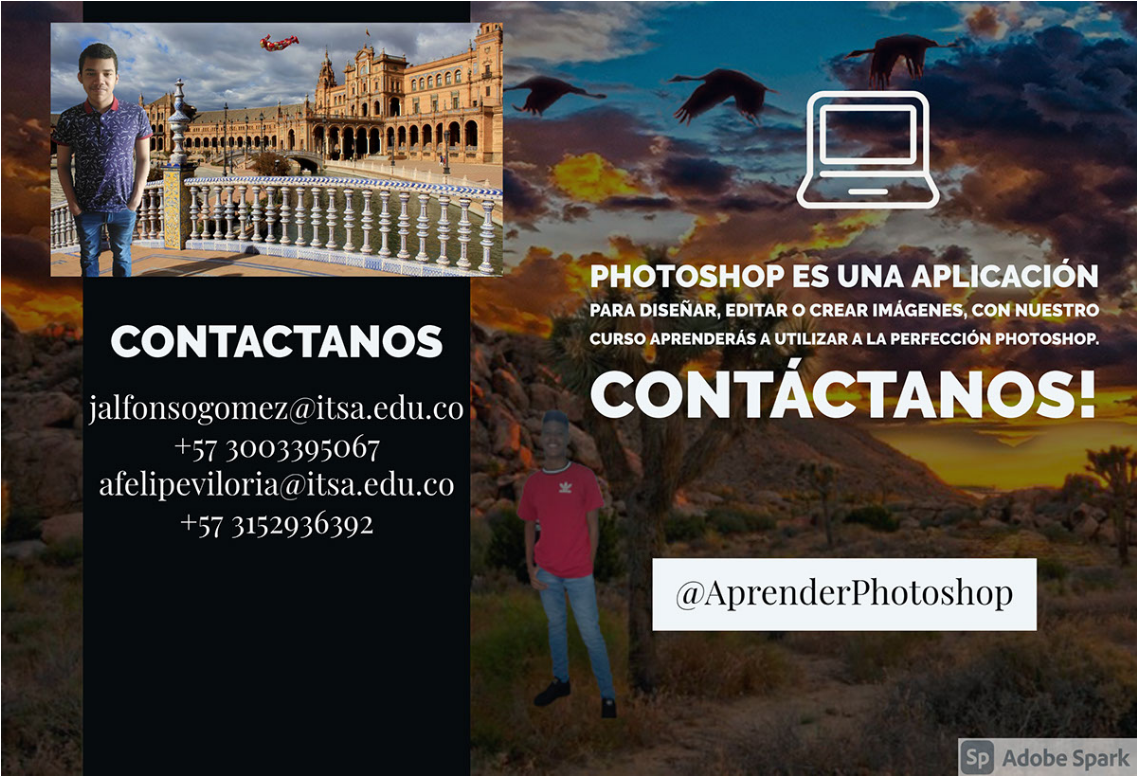 CONTACTANOS
jalfonsogomez@itsa.edu.co
+57 3003395067
afelipeviloria@itsa.edu.co
+57 3152936392
PHOTOSHOP ES UNA APLICACIÓN
PARA DISEÑAR, EDITAR O CREAR IMÁGENES, CON NUESTRO
CURSO APRENDERÁS A UTILIZAR A LA PERFECCIÓN PHOTOSHOP.
CONTÁCTANOS!
@AprenderPhotoshop
Sp Adobe Spark